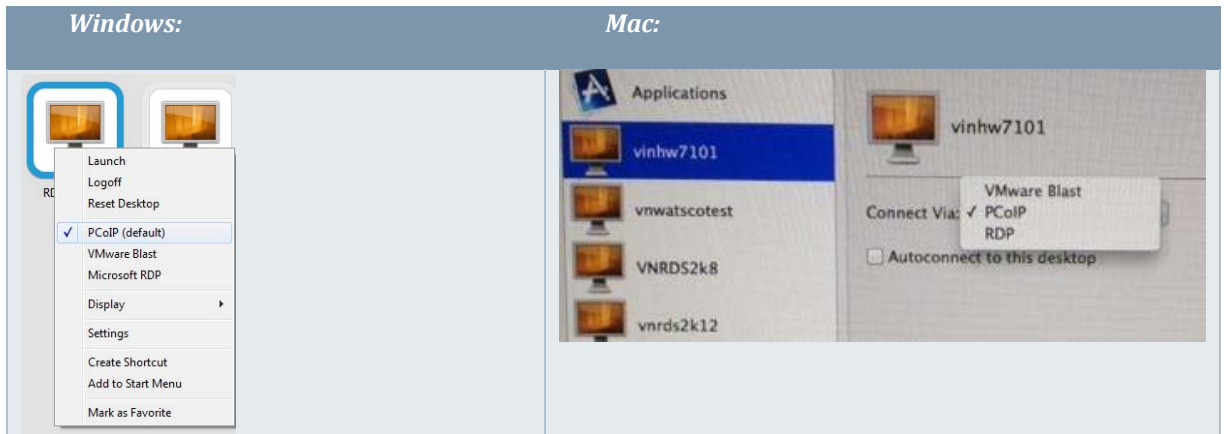 Windows:
Mac:
RD
Launch
Logoff
Reset Desktop
✓ PCoIP (default)
VMware Blast
Microsoft RDP
Display
Settings
Create Shortcut
Add to Start Menu
Mark as Favorite
Applications
vinhw7101
vnwatscotest
VNRDS2k8
vnrds2k12
vinhw7101
VMware Blast
Connect Via: ✓ PCoIP
RDP
Autoconnect to this desktop